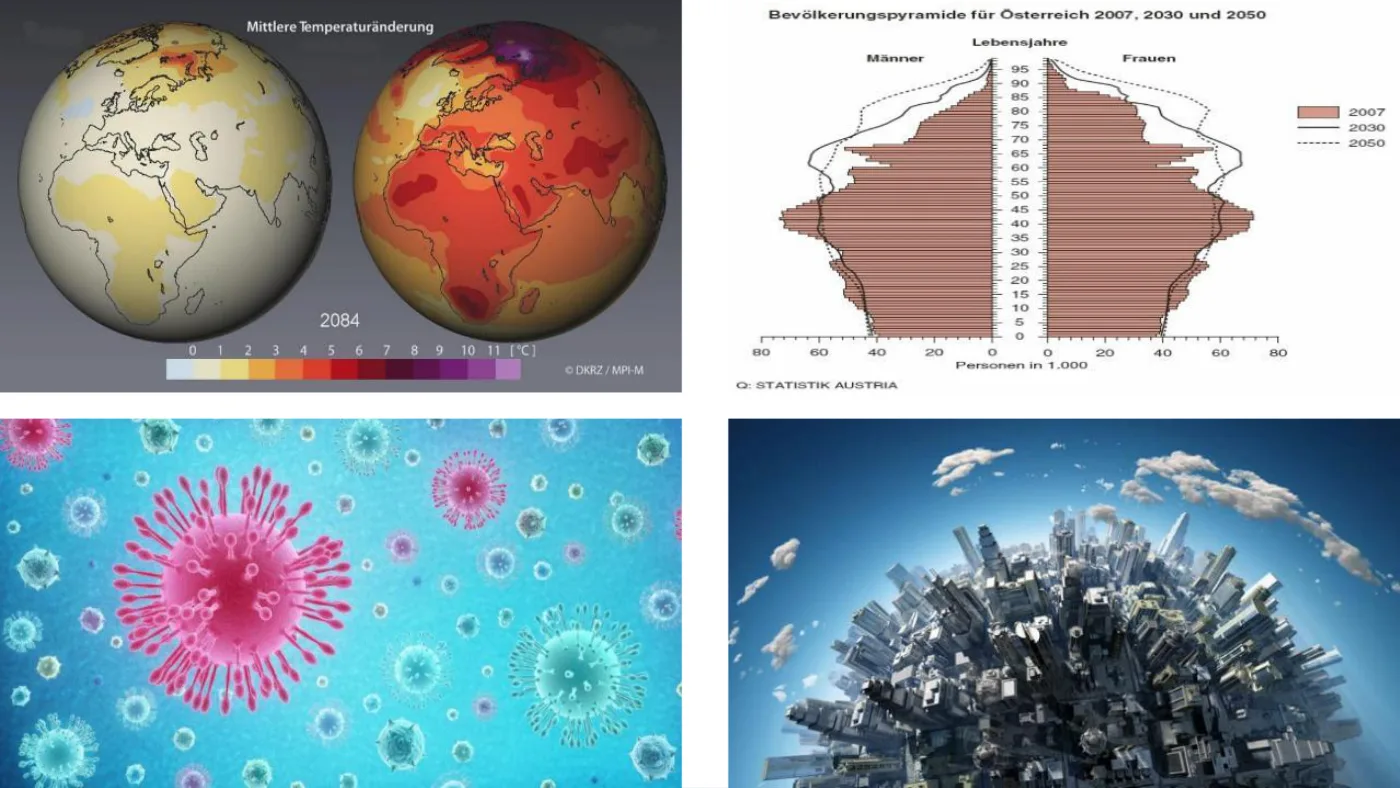 Mittlere Temperaturänderung
2084
0 1 2 3 4 5 6 7 8 9 10 11 [°C]
© DKRZ / MPI-M
Bevölkerungspyramide für Österreich 2007, 2030 und 2050
Lebensjahre
Männer Frauen
95
90
85
80
75
70
65
60
55
50
45
40
35
30
25
20
15
10
5
0
2007
2030
2050
80 60 40 20 0 0 20 40 60 80
Personen in 1.000
Q: STATISTIK AUSTRIA